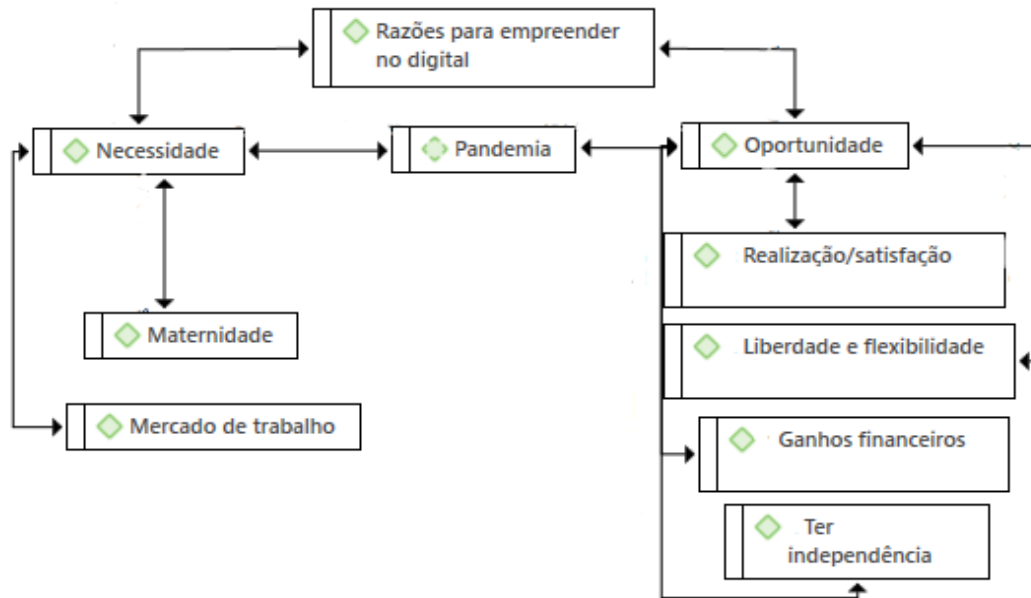 Razões para empreender
no digital
Necessidade
Pandemia
Oportunidade
Realização/satisfação
Maternidade
Liberdade e flexibilidade
Mercado de trabalho
Ganhos financeiros
Ter
independência